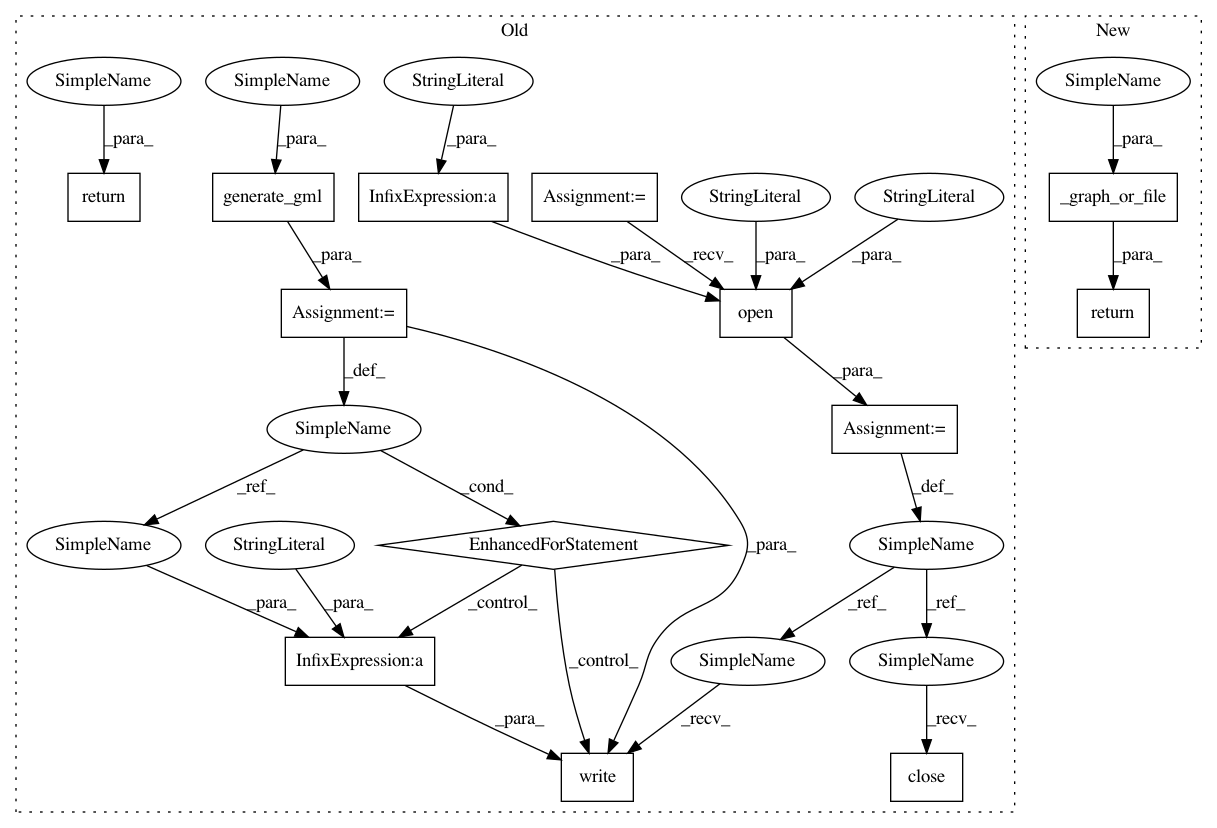 Old
New
SimpleName
SimpleName
StringLiteral
SimpleName
_para_
_para_
_para_
_para_
return
generate_gml
InfixExpression:a
Assignment:=
StringLiteral
StringLiteral
_graph_or_file
_para_
_para_
_recv_
_para_
_para_
_para_
Assignment:=
open
return
_def_
_para_
SimpleName
Assignment:=
_ref_
_cond_
_def_
SimpleName
StringLiteral
EnhancedForStatement
_para_
SimpleName
_para_
_para_
_control_
_ref_
_ref_
InfixExpression:a
_control_
SimpleName
SimpleName
_para_
_recv_
_recv_
write
close